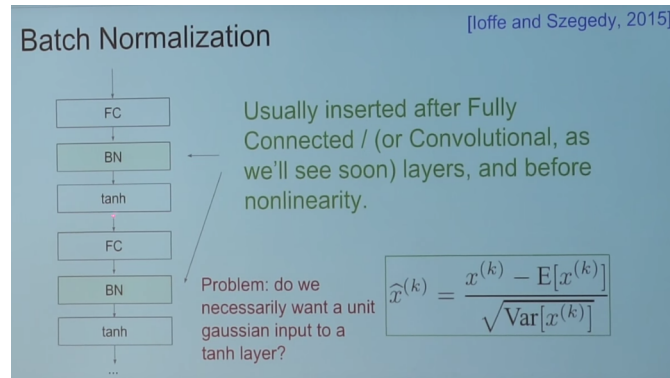 Batch Normalization
[Ioffe and Szegedy, 2015]
FC
BN
tanh
FC
BN
tanh
...
Usually inserted after Fully
Connected / (or Convolutional, as
we'll see soon) layers, and before
nonlinearity.
Problem: do we
necessarily want a unit
gaussian input to a
tanh layer?
x̂^(k) = (x^(k) − E[x^(k)]) / √Var[x^(k)]